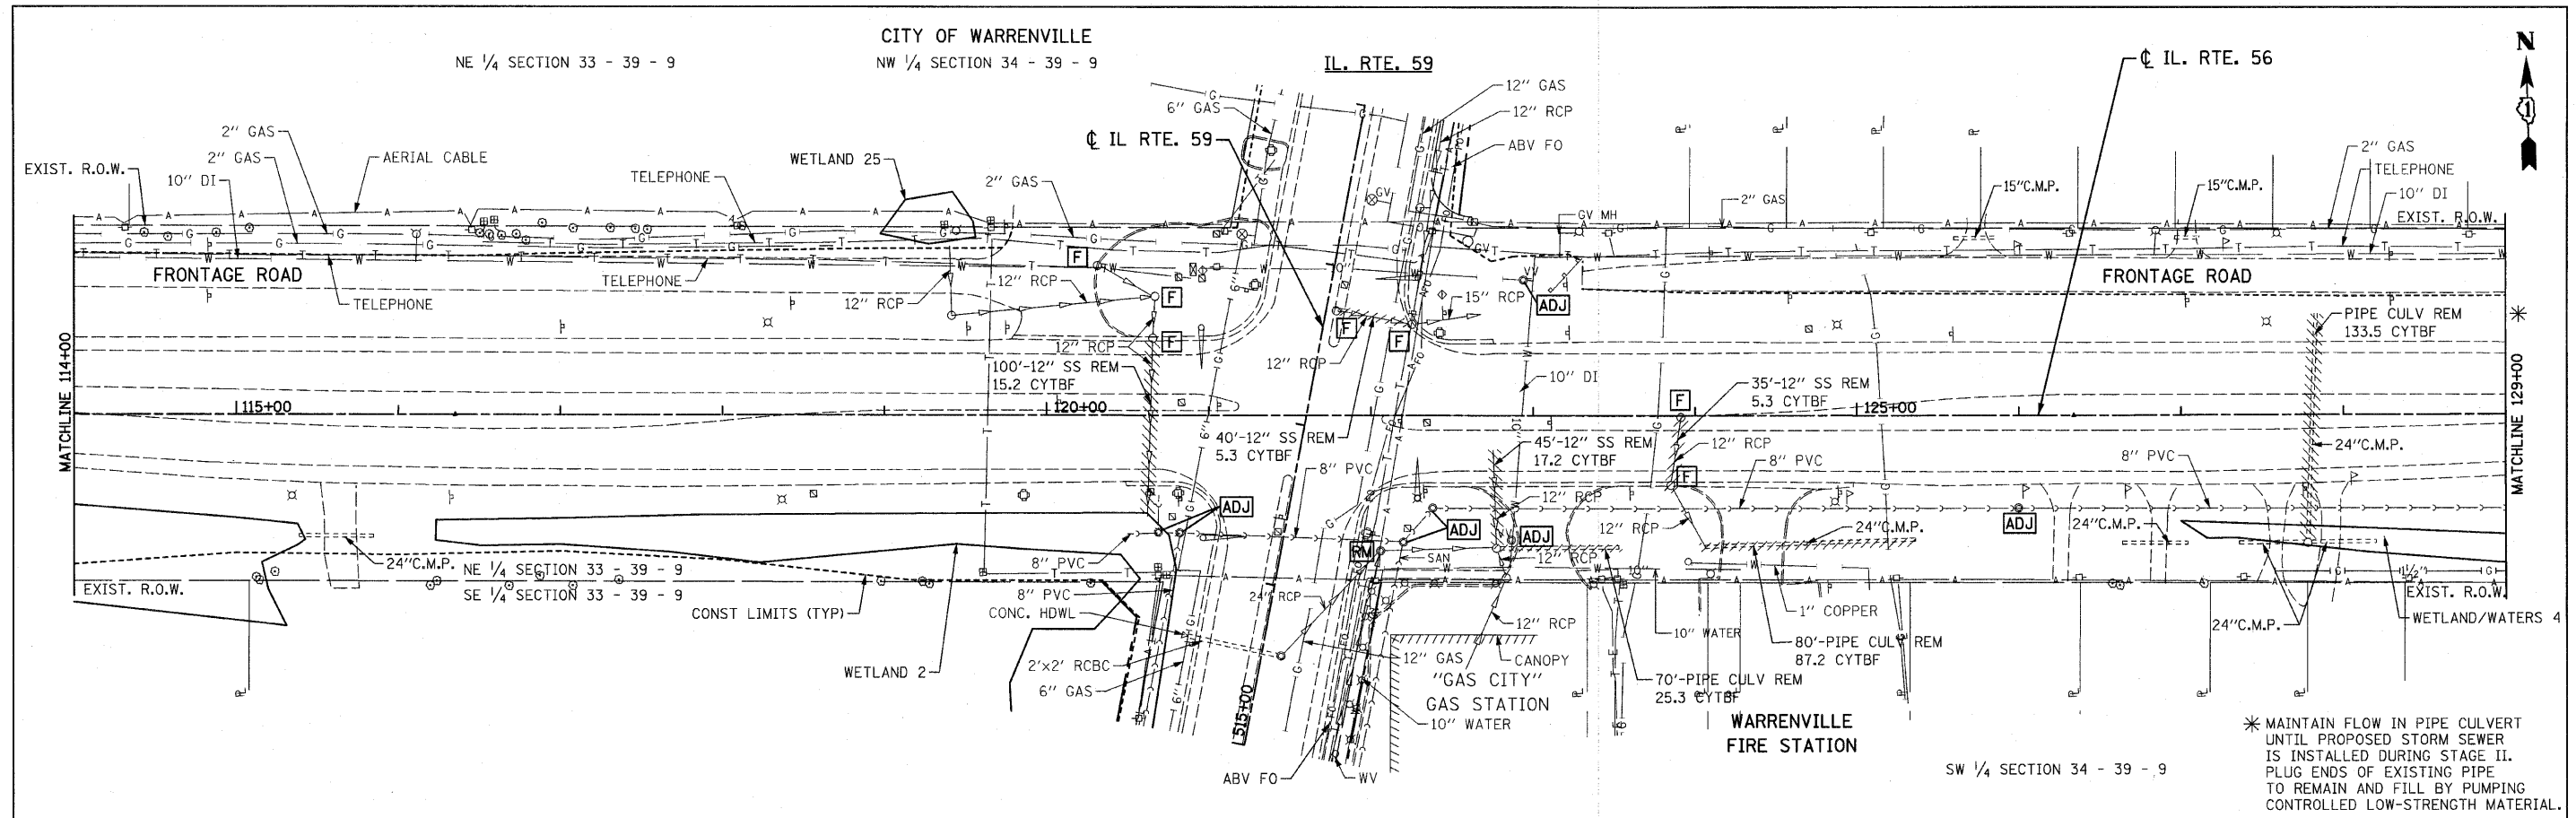 CITY OF WARRENVILLE
NE 1/4 SECTION 33 - 39 - 9
NW 1/4 SECTION 34 - 39 - 9
IL. RTE. 59
℄ IL. RTE. 56
N
1
12" GAS
6" GAS
12" RCP
℄ IL RTE. 59
ABV FO
2" GAS
2" GAS
AERIAL CABLE
WETLAND 25
EXIST. R.O.W.
10" DI
TELEPHONE
2" GAS
2" GAS
TELEPHONE
15"C.M.P.
15"C.M.P.
10" DI
2" GAS
GV MH
EXIST. R.O.W.
GV
GV
FRONTAGE ROAD
TELEPHONE
TELEPHONE
12" RCP
12" RCP
F
F
F
12" RCP
15" RCP
VV
ADJ
FRONTAGE ROAD
PIPE CULV REM
133.5 CYTBF
F
F
12" RCP
100'-12" SS REM
15.2 CYTBF
10" DI
35'-12" SS REM
5.3 CYTBF
MATCHLINE 114+00
115+00
120+00
125+00
MATCHLINE 129+00
F
12" RCP
40'-12" SS REM
5.3 CYTBF
45'-12" SS REM
17.2 CYTBF
8" PVC
8" PVC
24"C.M.P.
8" PVC
F
12" RCP
ADJ
ADJ
ADJ
ADJ
12" RCP
24"C.M.P.
24"C.M.P.
RM
SAN
12" RCP
24"C.M.P.
8" PVC
NE 1/4 SECTION 33 - 39 - 9
SE 1/4 SECTION 33 - 39 - 9
EXIST. R.O.W.
8" PVC
CONST LIMITS (TYP)
CONC. HDWL
24" RCP
1 1/2"
EXIST. R.O.W.
1" COPPER
12" RCP
10" WATER
24"C.M.P.
WETLAND/WATERS 4
WETLAND 2
2'x2' RCBC
6" GAS
12" GAS
CANOPY
80'-PIPE CULV REM
87.2 CYTBF
"GAS CITY"
GAS STATION
70'-PIPE CULV REM
25.3 CYTBF
515+00
10" WATER
WARRENVILLE
FIRE STATION
ABV FO
WV
SW 1/4 SECTION 34 - 39 - 9
MAINTAIN FLOW IN PIPE CULVERT
UNTIL PROPOSED STORM SEWER
IS INSTALLED DURING STAGE II.
PLUG ENDS OF EXISTING PIPE
TO REMAIN AND FILL BY PUMPING
CONTROLLED LOW-STRENGTH MATERIAL.